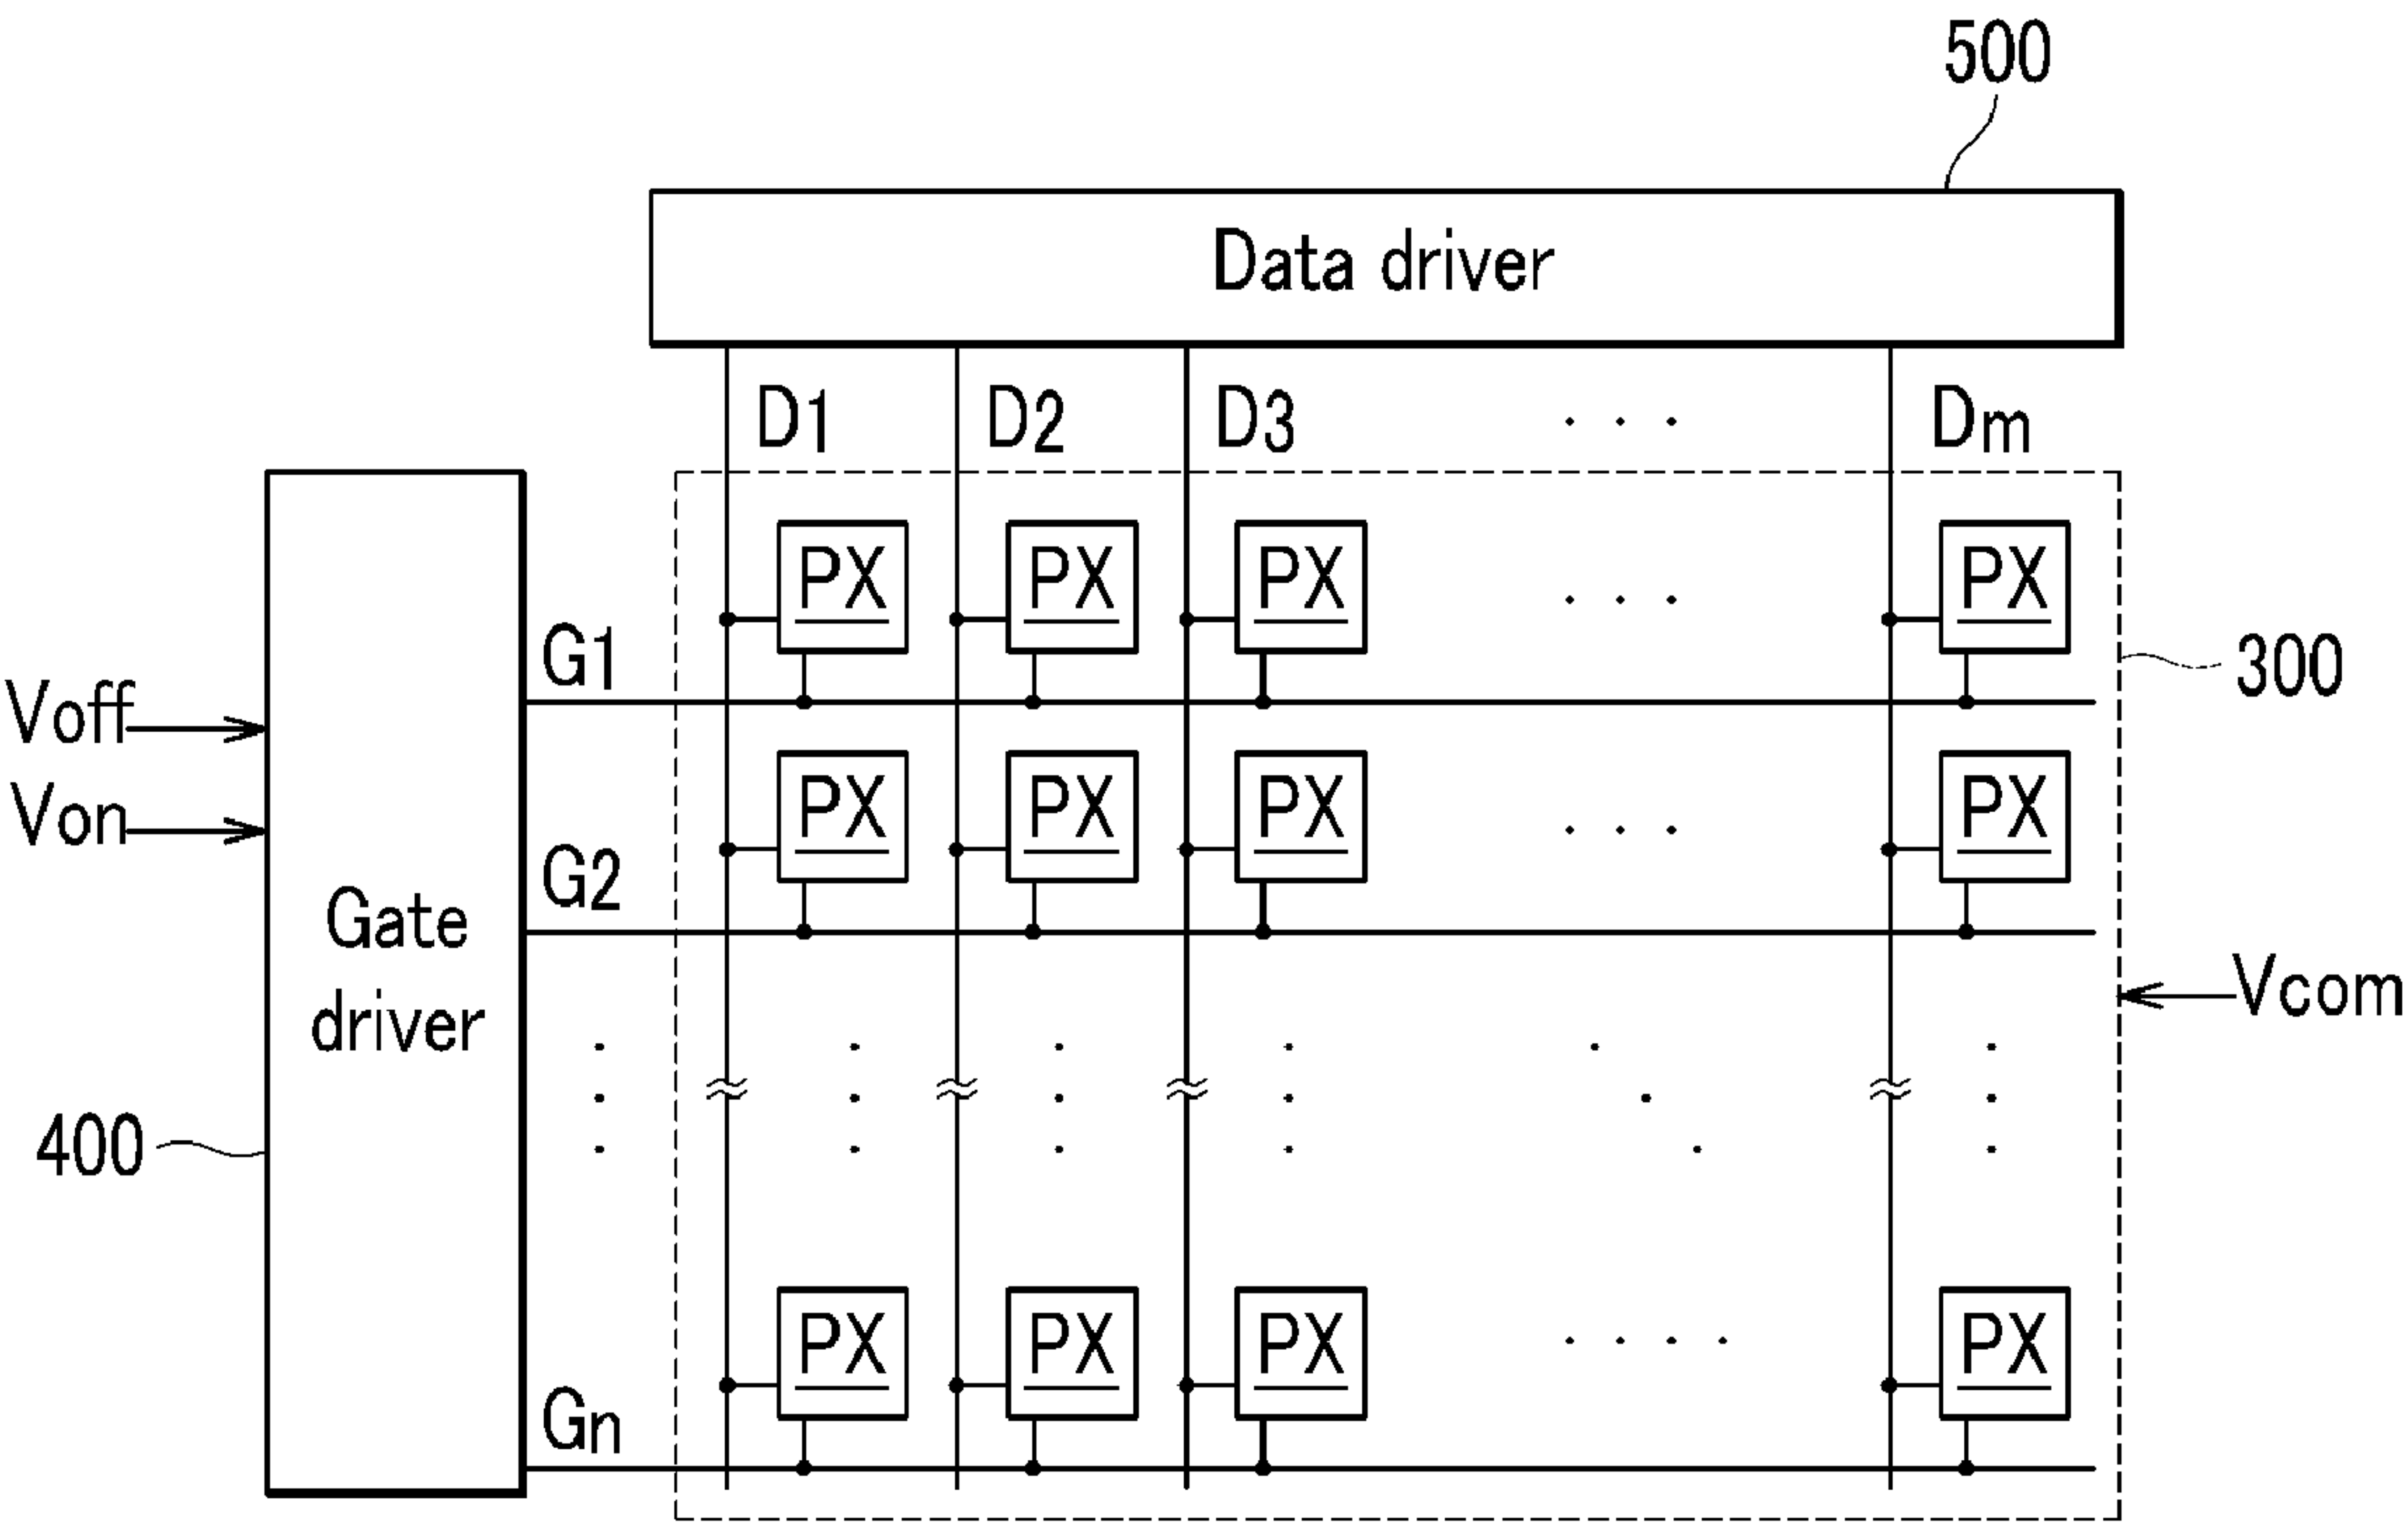 500
Data driver
D1 D2 D3 Dm
PX PX PX PX
G1
300
Voff
PX PX PX PX
Von
G2
Gate
driver
Vcom
400
PX PX PX PX
Gn